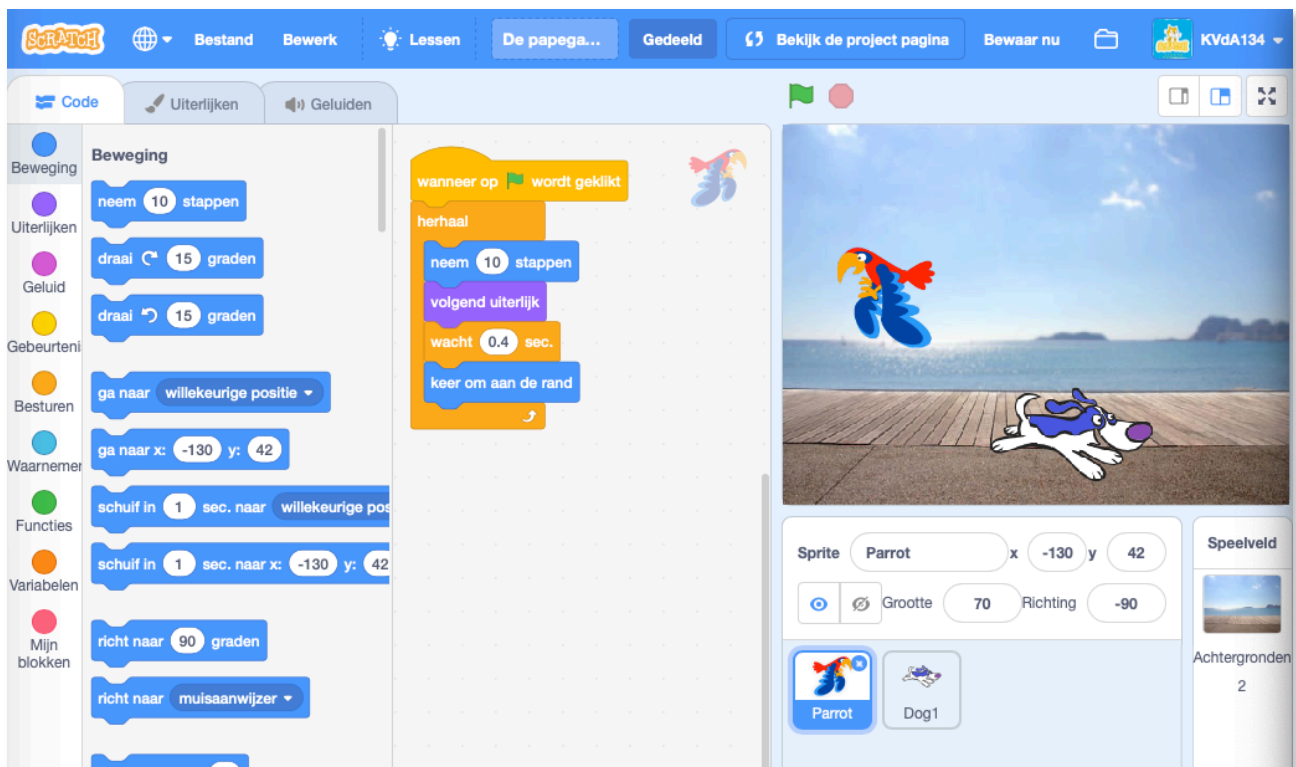 SCRATCH Bestand Bewerk Lessen De papega... Gedeeld Bekijk de project pagina Bewaar nu KVdA134
Code Uiterlijken Geluiden
Beweging
Uiterlijken
Geluid
Gebeurteni
Besturen
Waarnemer
Functies
Variabelen
Mijn
blokken
Beweging
neem 10 stappen
draai 15 graden
draai 15 graden
ga naar willekeurige positie
ga naar x: -130 y: 42
schuif in 1 sec. naar willekeurige pos
schuif in 1 sec. naar x: -130 y: 42
richt naar 90 graden
richt naar muisaanwijzer
wanneer op wordt geklikt
herhaal
neem 10 stappen
volgend uiterlijk
wacht 0.4 sec.
keer om aan de rand
Sprite Parrot x -130 y 42
Grootte 70 Richting -90
Parrot Dog1
Speelveld
Achtergronden
2